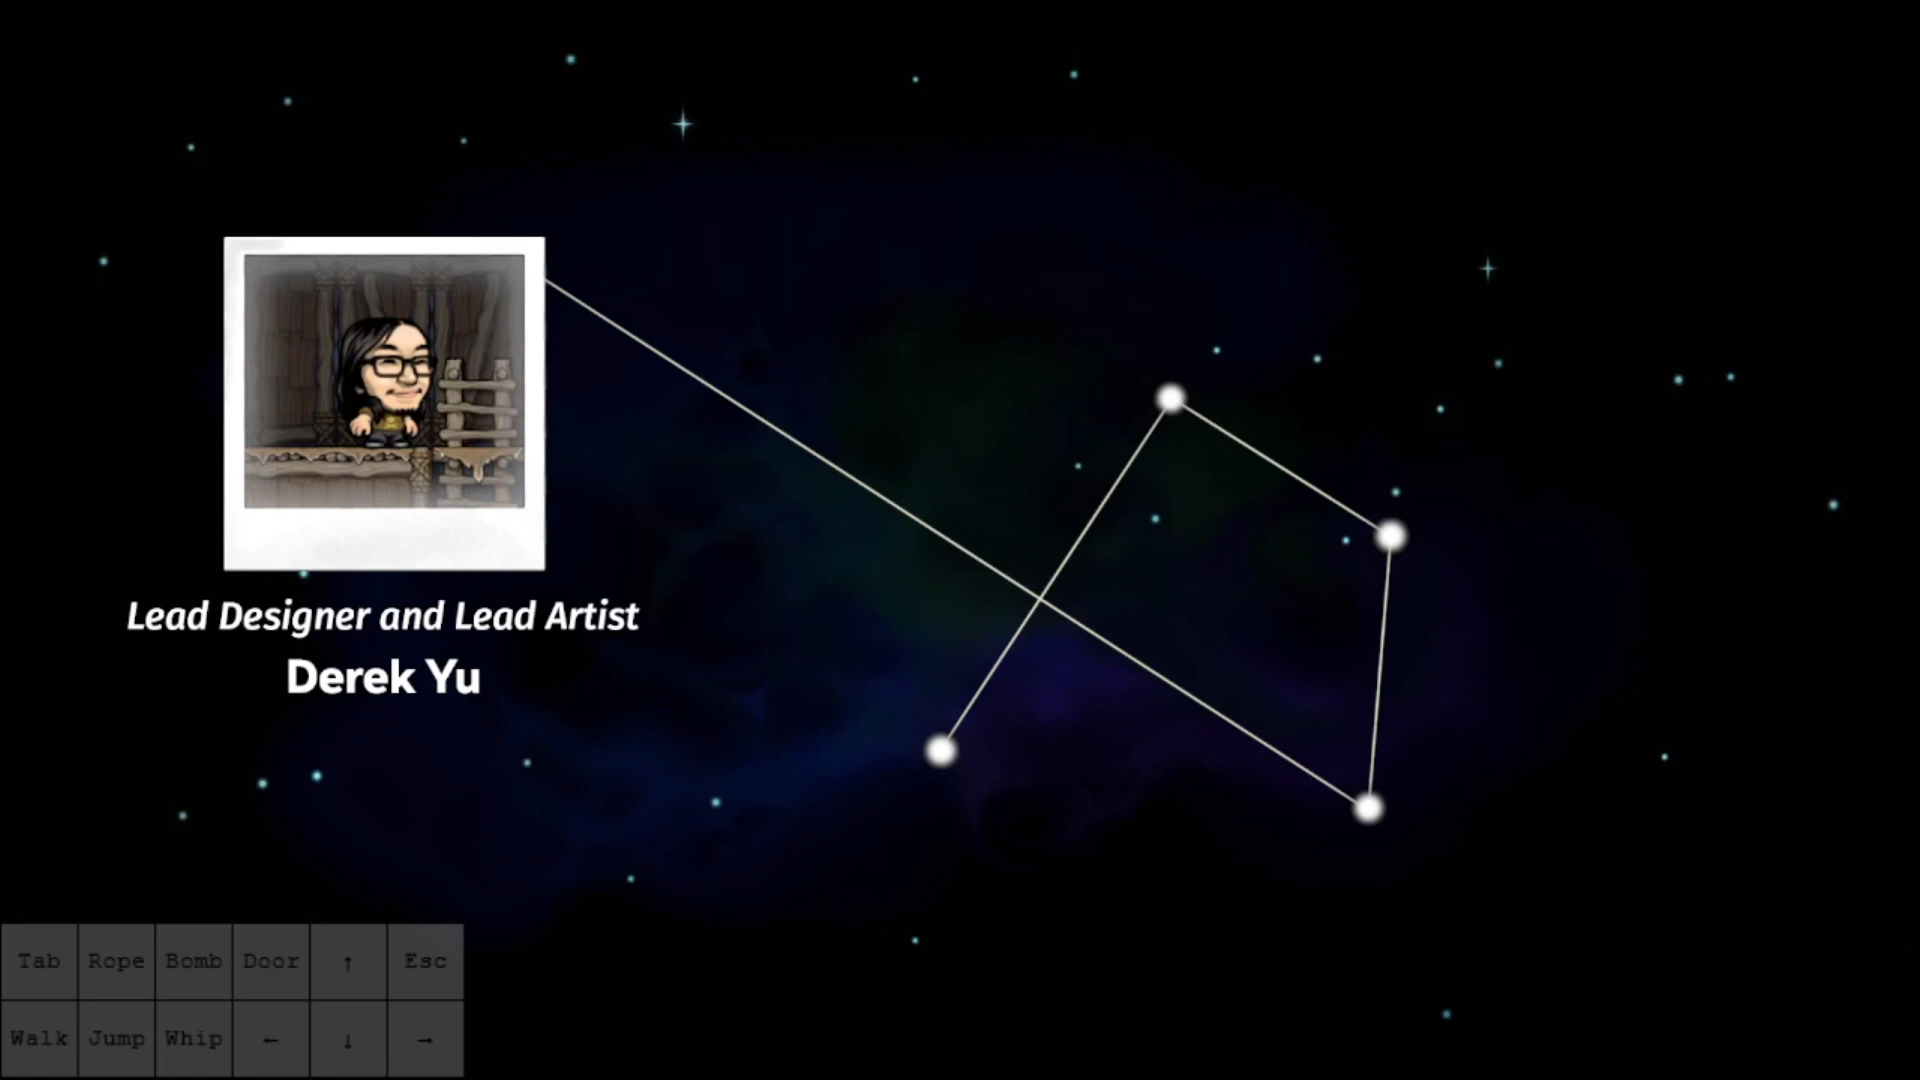 Lead Designer and Lead Artist
Derek Yu
Tab Rope Bomb Door ↑ Esc
Walk Jump Whip ← ↓ →